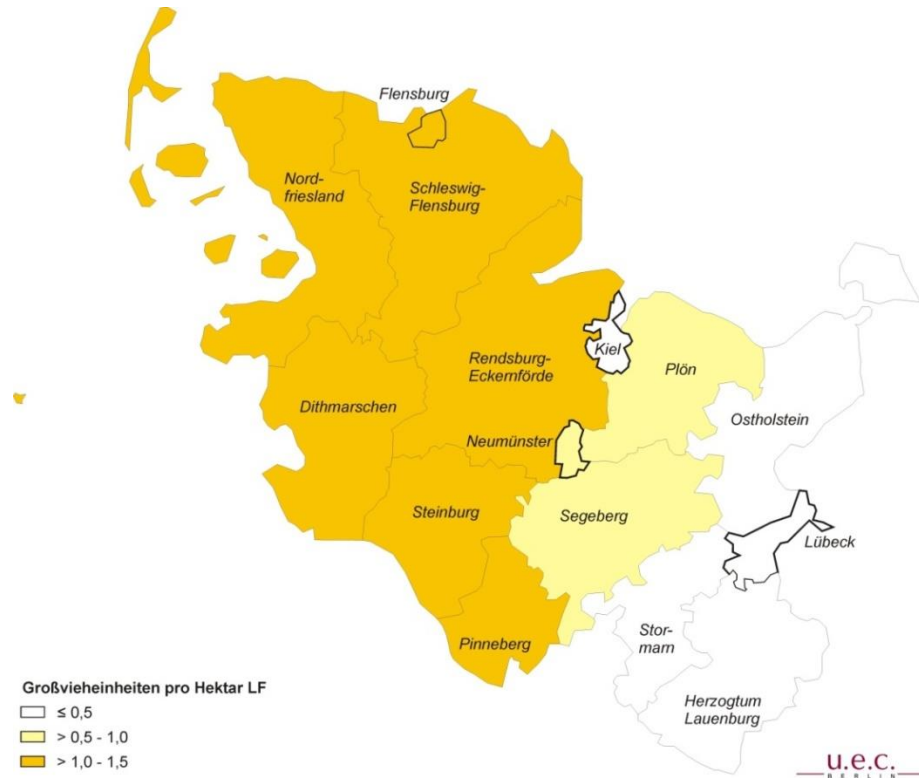 Flensburg
Nord-
friesland
Schleswig-
Flensburg
Kiel
Rendsburg-
Eckernförde
Plön
Dithmarschen
Ostholstein
Neumünster
Steinburg
Segeberg
Lübeck
Stor-
marn
Pinneberg
Herzogtum
Lauenburg
Großvieheinheiten pro Hektar LF
≤ 0,5
> 0,5 - 1,0
> 1,0 - 1,5
u.e.c.
BERLIN